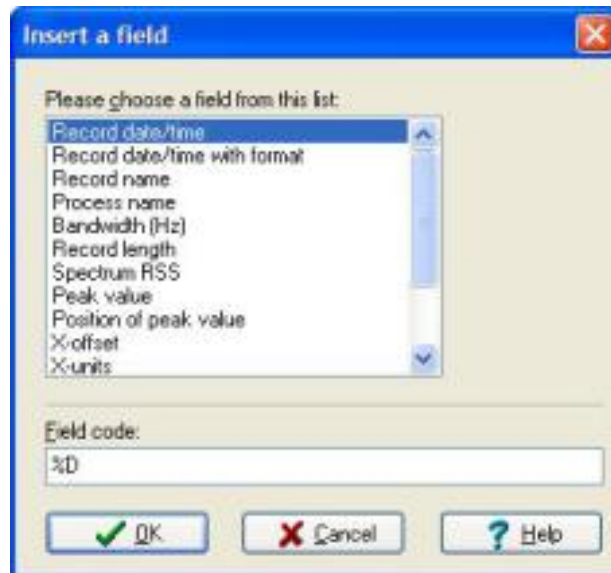 Insert a field
Please choose a field from this list:
Record date/time
Record date/time with format
Record name
Process name
Bandwidth (Hz)
Record length
Spectrum RSS
Peak value
Position of peak value
X-offset
X-units
Field code:
%D
OK Cancel ? Help